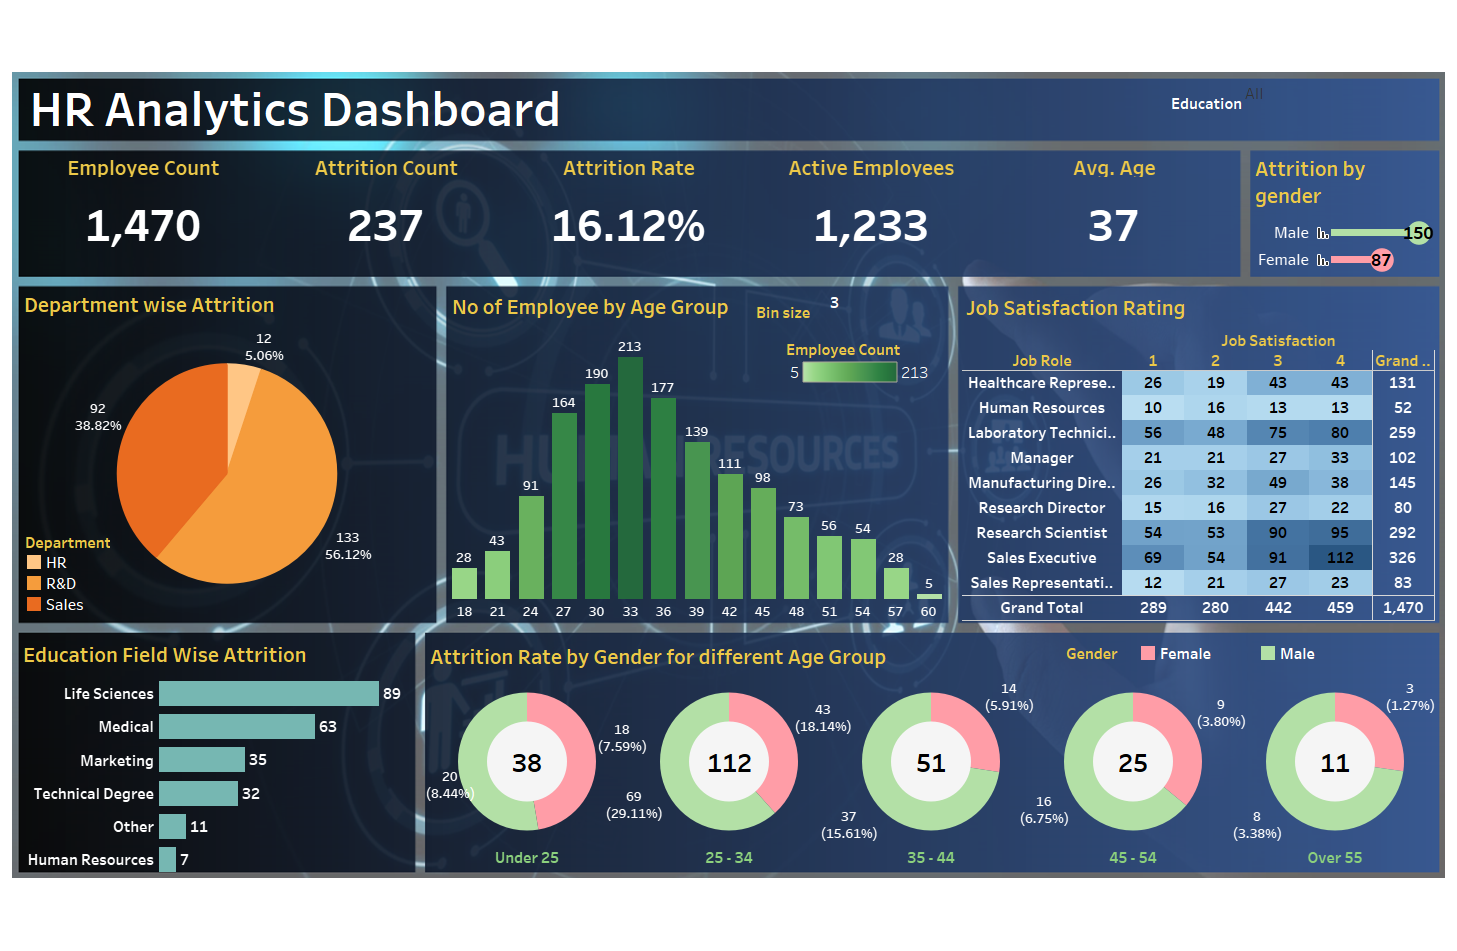 HR Analytics Dashboard
Education All
Employee Count Attrition Count Attrition Rate Active Employees Avg. Age
1,470 237 16.12% 1,233 37
Attrition by
gender
Male 150
Female 87
Department wise Attrition
12
5.06%
92
38.82%
133
56.12%
Department
HR
R&D
Sales
No of Employee by Age Group
Bin size 3
Employee Count
5 213
28 43 91 164 190 213 177 139 111 98 73 56 54 28 5
18 21 24 27 30 33 36 39 42 45 48 51 54 57 60
HUMAN RESOURCES
Job Satisfaction Rating
Job Satisfaction
Job Role 1 2 3 4 Grand ..
Healthcare Represe.. 26 19 43 43 131
Human Resources 10 16 13 13 52
Laboratory Technici.. 56 48 75 80 259
Manager 21 21 27 33 102
Manufacturing Dire.. 26 32 49 38 145
Research Director 15 16 27 22 80
Research Scientist 54 53 90 95 292
Sales Executive 69 54 91 112 326
Sales Representati.. 12 21 27 23 83
Grand Total 289 280 442 459 1,470
Education Field Wise Attrition
Life Sciences 89
Medical 63
Marketing 35
Technical Degree 32
Other 11
Human Resources 7
Attrition Rate by Gender for different Age Group
Gender Female Male
38
18
(7.59%)
20
(8.44%)
Under 25
112
43
(18.14%)
69
(29.11%)
25 - 34
51
14
(5.91%)
37
(15.61%)
35 - 44
25
9
(3.80%)
16
(6.75%)
45 - 54
11
3
(1.27%)
8
(3.38%)
Over 55